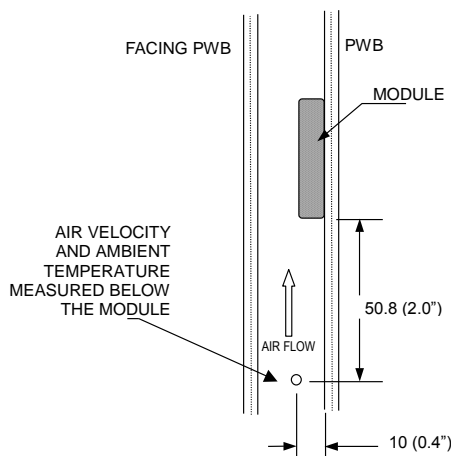 FACING PWB
PWB
MODULE
AIR VELOCITY
AND AMBIENT
TEMPERATURE
MEASURED BELOW
THE MODULE
50.8 (2.0”)
AIR FLOW
10 (0.4”)